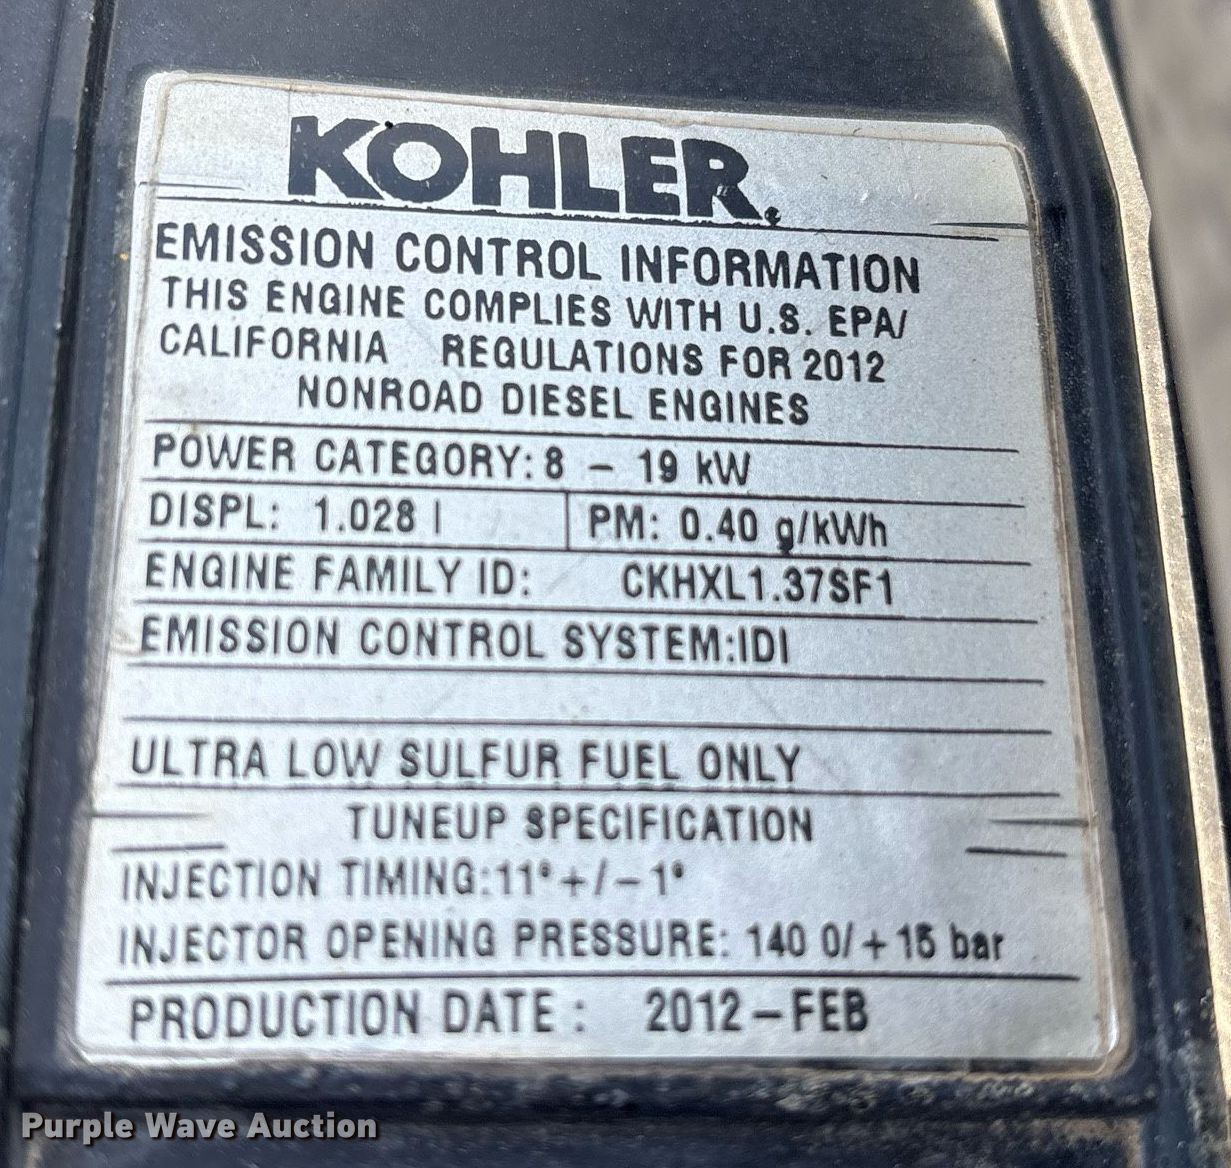 KOHLER.
EMISSION CONTROL INFORMATION
THIS ENGINE COMPLIES WITH U.S. EPA/
CALIFORNIA REGULATIONS FOR 2012
NONROAD DIESEL ENGINES
POWER CATEGORY: 8 – 19 kW
DISPL: 1.028 l PM: 0.40 g/kWh
ENGINE FAMILY ID: CKHXL1.37SF1
EMISSION CONTROL SYSTEM:IDI
ULTRA LOW SULFUR FUEL ONLY
TUNEUP SPECIFICATION
INJECTION TIMING:11°+/–1°
INJECTOR OPENING PRESSURE: 140 0/+15 bar
PRODUCTION DATE : 2012–FEB
Purple Wave Auction